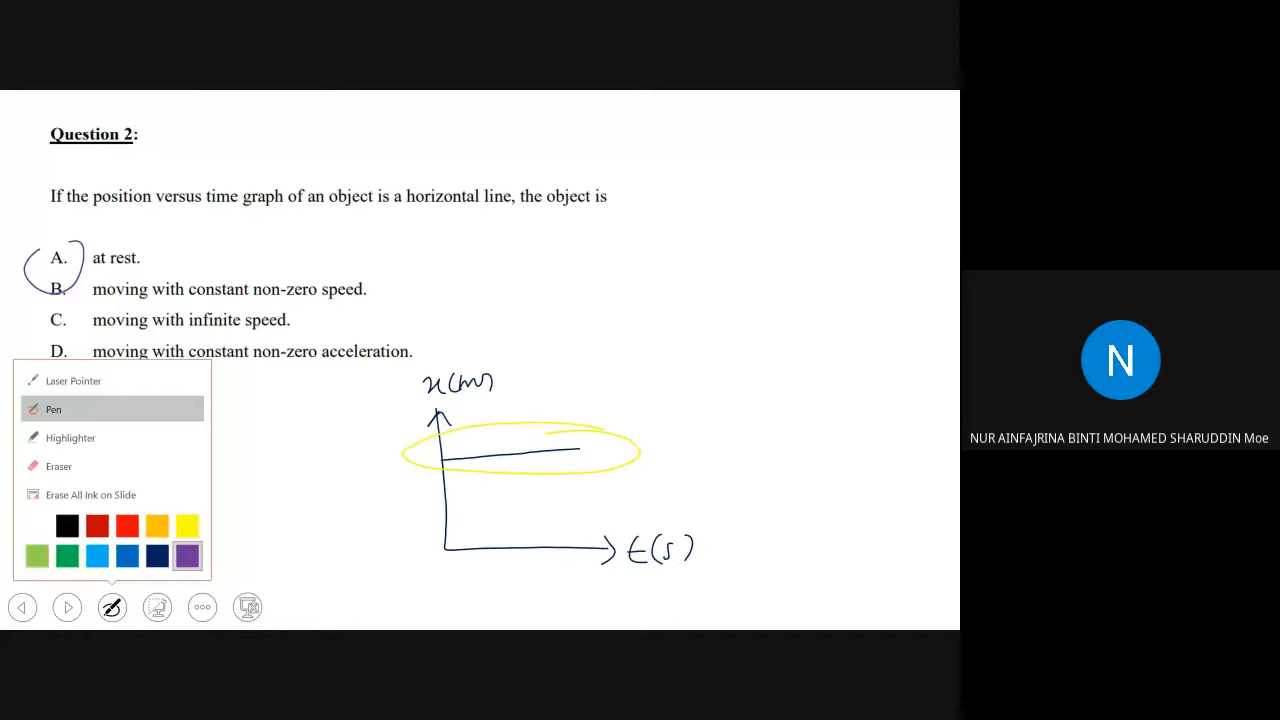 Question 2:
If the position versus time graph of an object is a horizontal line, the object is
A. at rest.
B. moving with constant non-zero speed.
C. moving with infinite speed.
D. moving with constant non-zero acceleration.
Laser Pointer
Pen
Highlighter
Eraser
Erase All Ink on Slide
x(m)
t(s)
N
NUR AINFAJRINA BINTI MOHAMED SHARUDDIN Moe